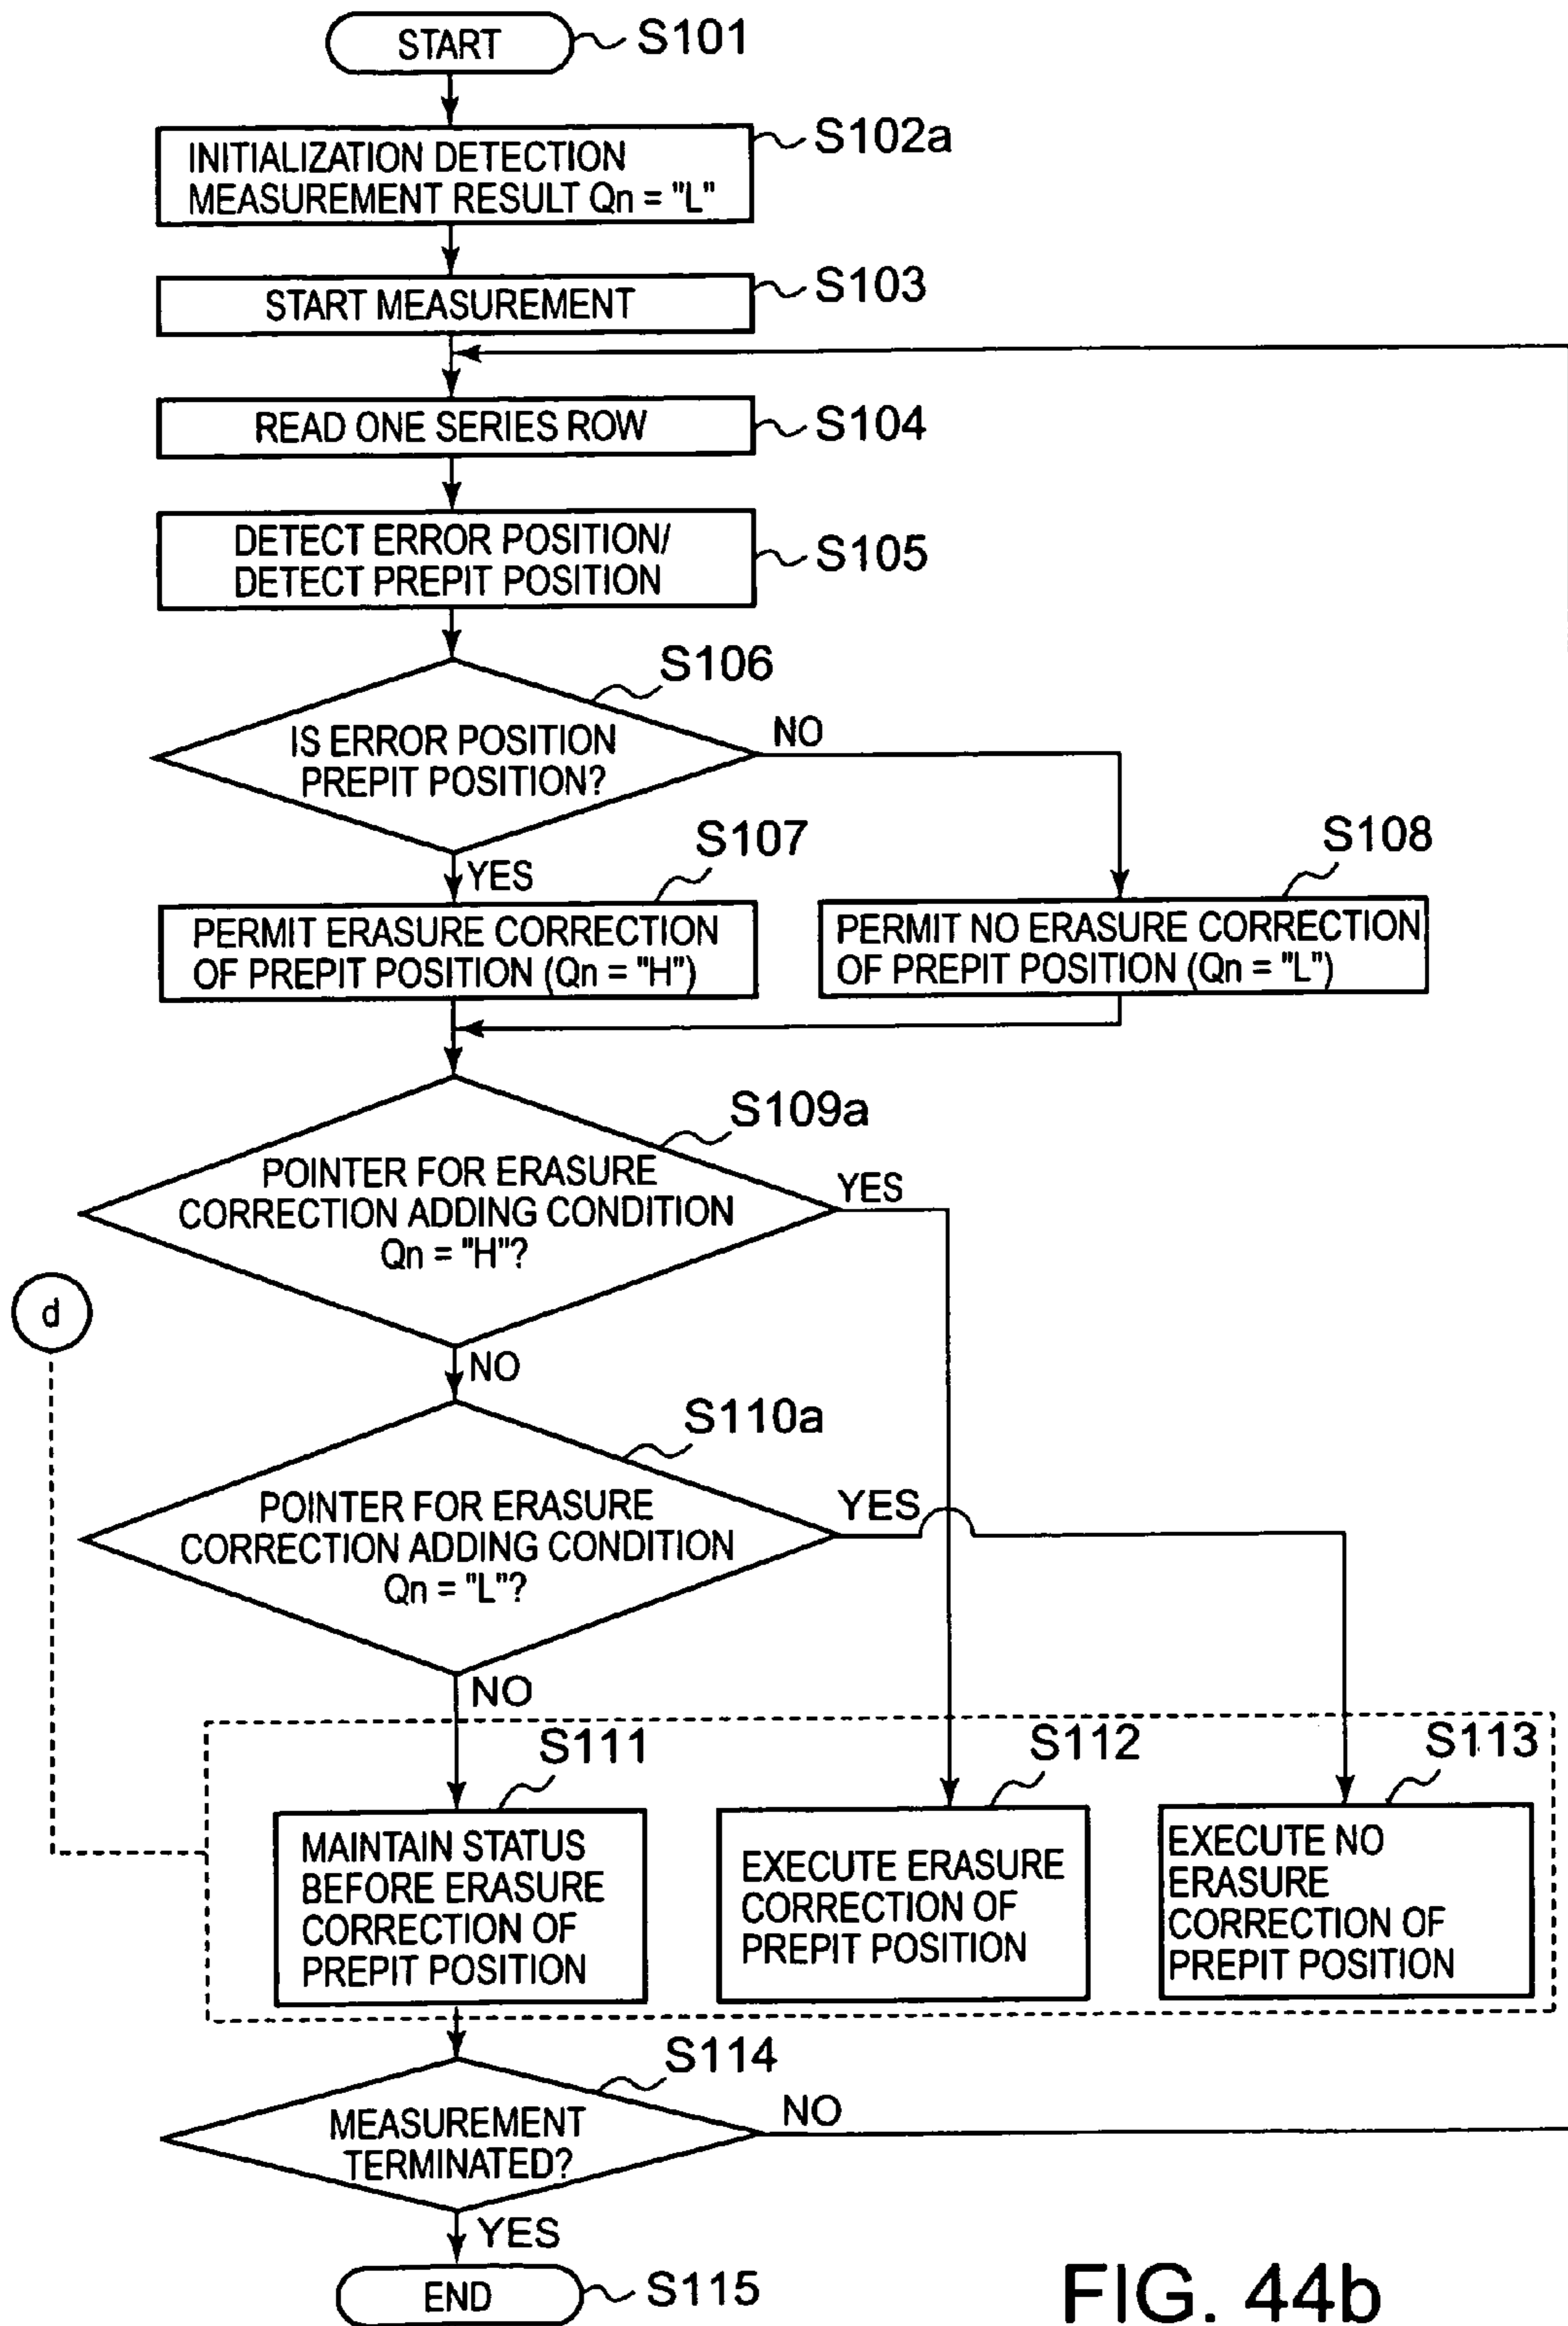 START
S101
INITIALIZATION DETECTION
MEASUREMENT RESULT Qn = "L"
S102a
START MEASUREMENT
S103
READ ONE SERIES ROW
S104
DETECT ERROR POSITION/
DETECT PREPIT POSITION
S105
S106
IS ERROR POSITION
PREPIT POSITION?
NO
YES
S107
PERMIT ERASURE CORRECTION
OF PREPIT POSITION (Qn = "H")
S108
PERMIT NO ERASURE CORRECTION
OF PREPIT POSITION (Qn = "L")
S109a
POINTER FOR ERASURE
CORRECTION ADDING CONDITION
Qn = "H"?
YES
NO
d
S110a
POINTER FOR ERASURE
CORRECTION ADDING CONDITION
Qn = "L"?
YES
NO
S111
MAINTAIN STATUS
BEFORE ERASURE
CORRECTION OF
PREPIT POSITION
S112
EXECUTE ERASURE
CORRECTION OF
PREPIT POSITION
S113
EXECUTE NO
ERASURE
CORRECTION OF
PREPIT POSITION
S114
MEASUREMENT
TERMINATED?
NO
YES
END
S115
FIG. 44b